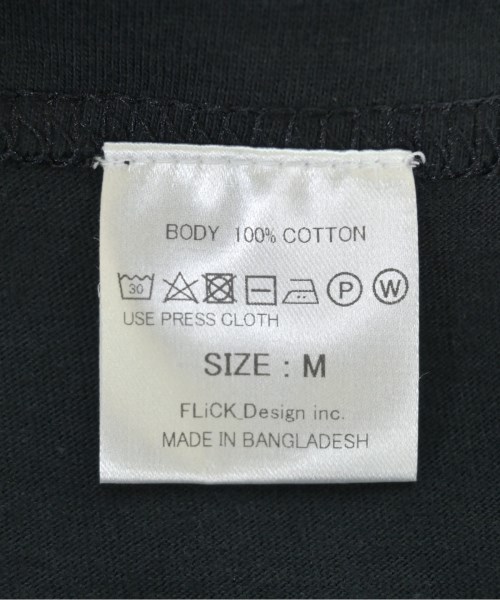 BODY 100% COTTON
30 P W
USE PRESS CLOTH
SIZE : M
FLiCK Design inc.
MADE IN BANGLADESH